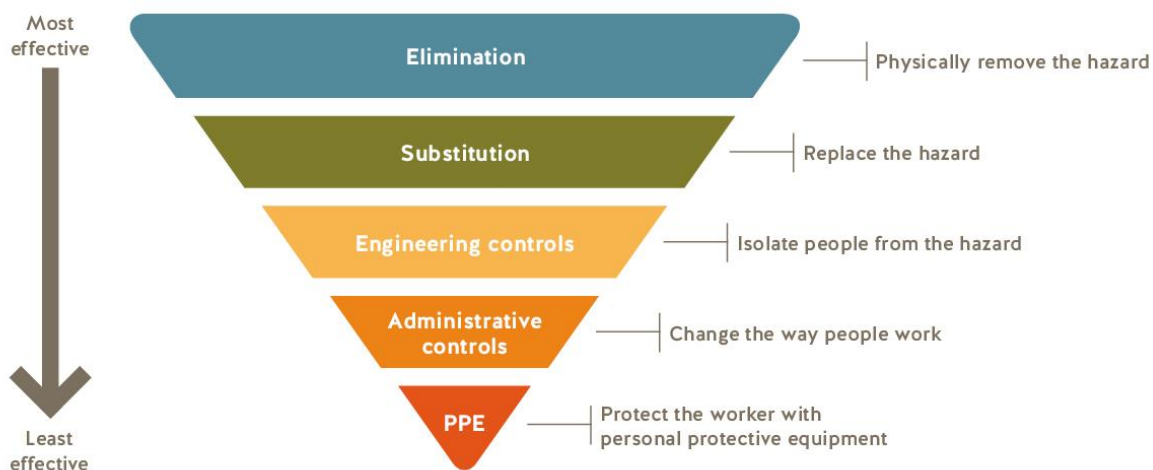 Most
effective
Elimination
Physically remove the hazard
Substitution
Replace the hazard
Engineering controls
Isolate people from the hazard
Administrative
controls
Change the way people work
PPE
Protect the worker with
personal protective equipment
Least
effective